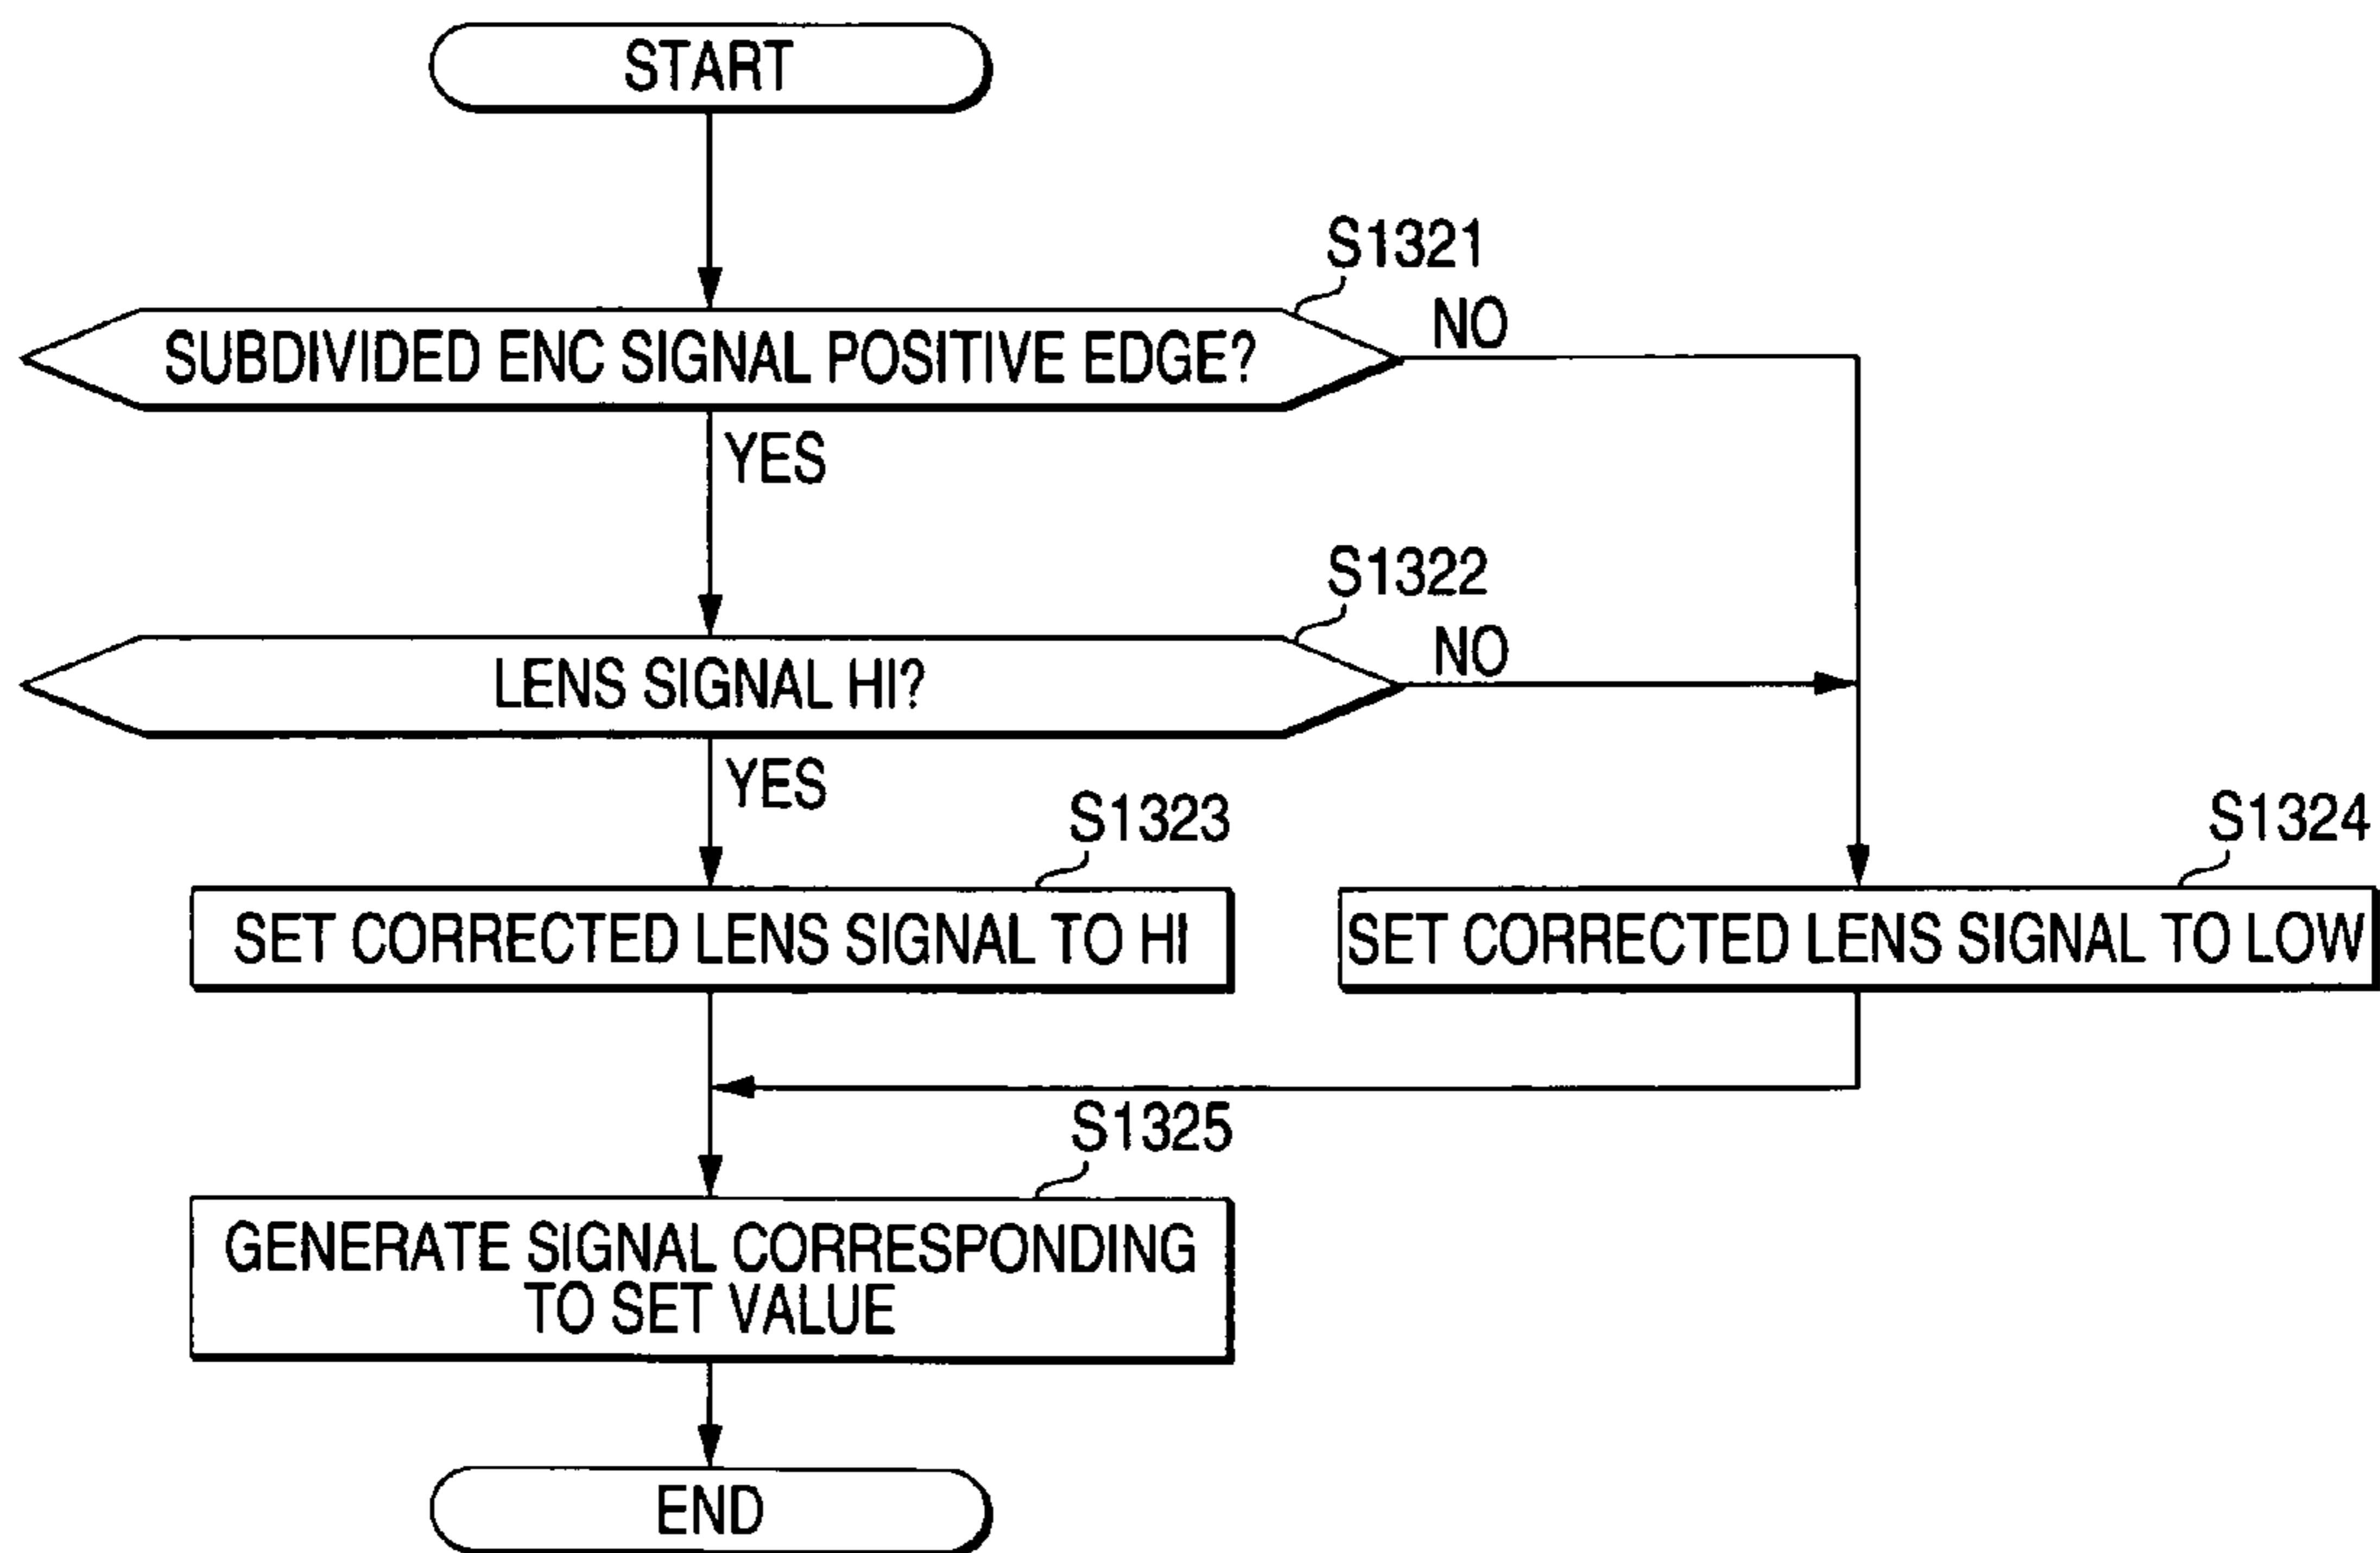 START
S1321
SUBDIVIDED ENC SIGNAL POSITIVE EDGE?
NO
YES
S1322
LENS SIGNAL HI?
NO
YES
S1323
SET CORRECTED LENS SIGNAL TO HI
S1324
SET CORRECTED LENS SIGNAL TO LOW
S1325
GENERATE SIGNAL CORRESPONDING
TO SET VALUE
END